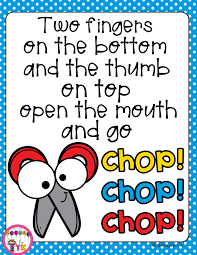 Two fingers
on the bottom
and the thumb
on top
open the mouth
and go
CHOP!
CHOP!
CHOP!